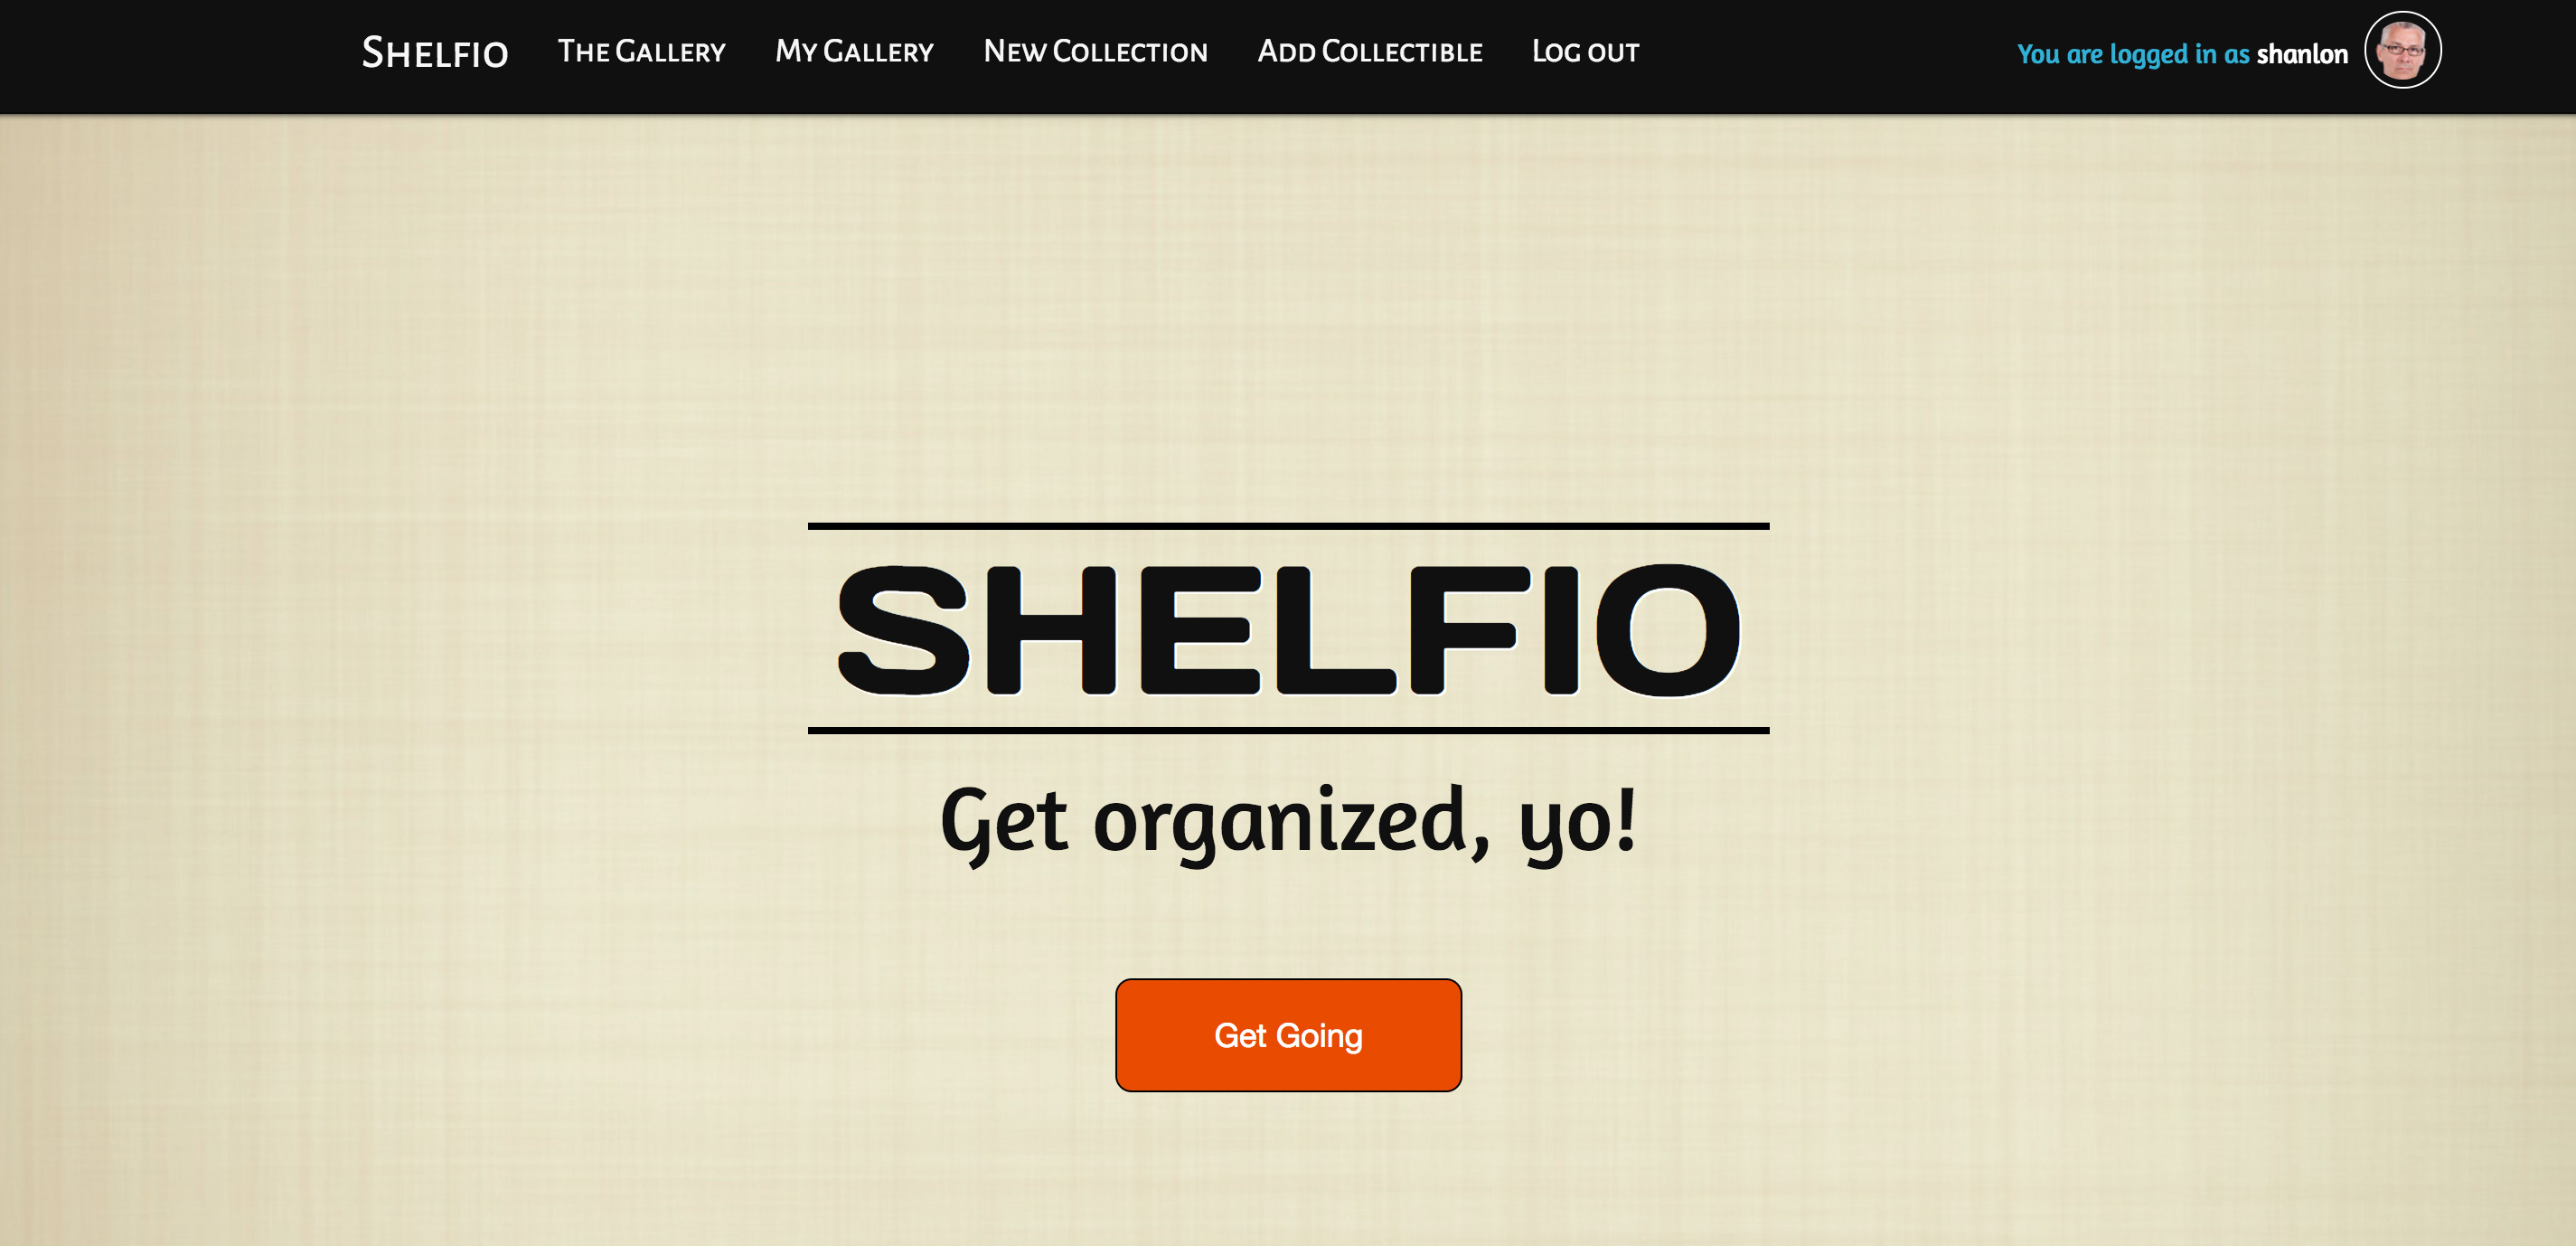 Shelfio The Gallery My Gallery New Collection Add Collectible Log out You are logged in as shanlon
SHELFIO
Get organized, yo!
Get Going